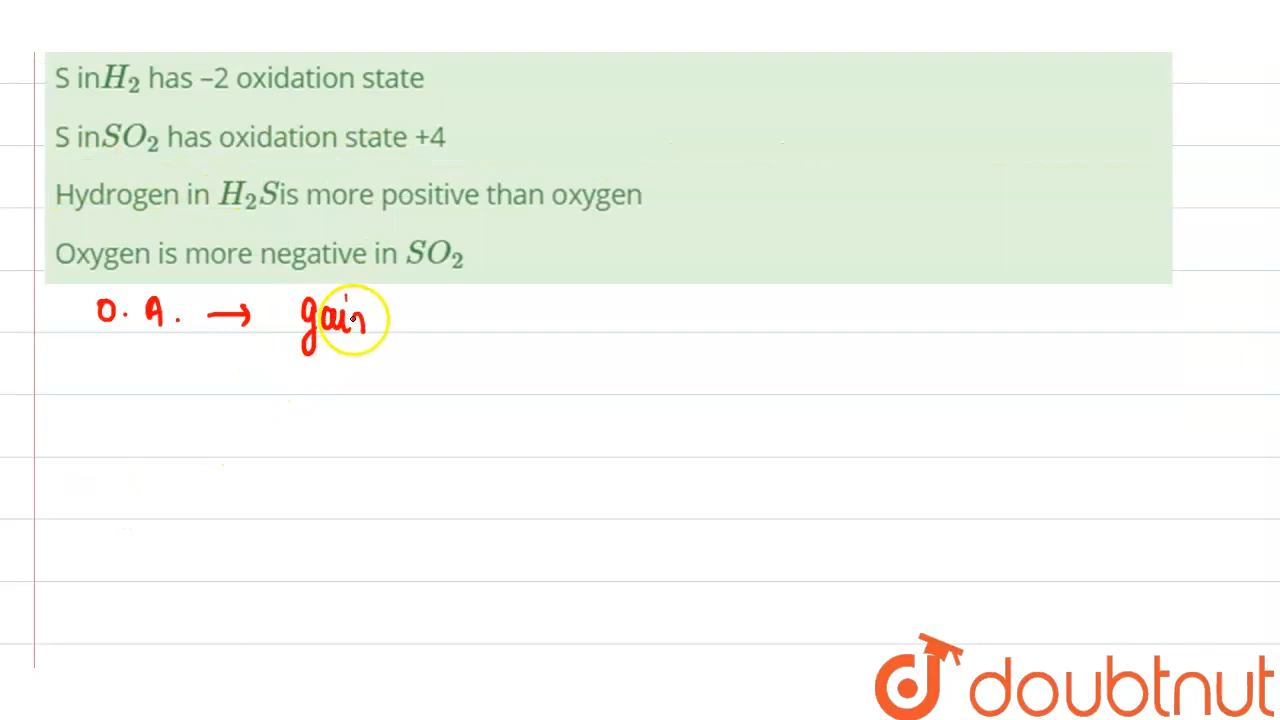 S in H₂ has –2 oxidation state
S in SO₂ has oxidation state +4
Hydrogen in H₂S is more positive than oxygen
Oxygen is more negative in SO₂
O. A. → gain
doubtnut